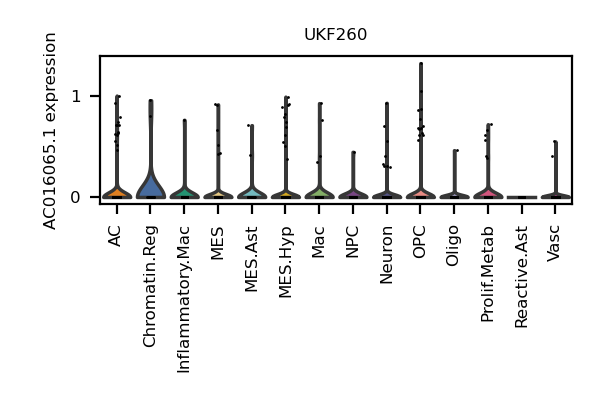 UKF260
AC016065.1 expression
1
0
AC
Chromatin.Reg
Inflammatory.Mac
MES
MES.Ast
MES.Hyp
Mac
NPC
Neuron
OPC
Oligo
Prolif.Metab
Reactive.Ast
Vasc